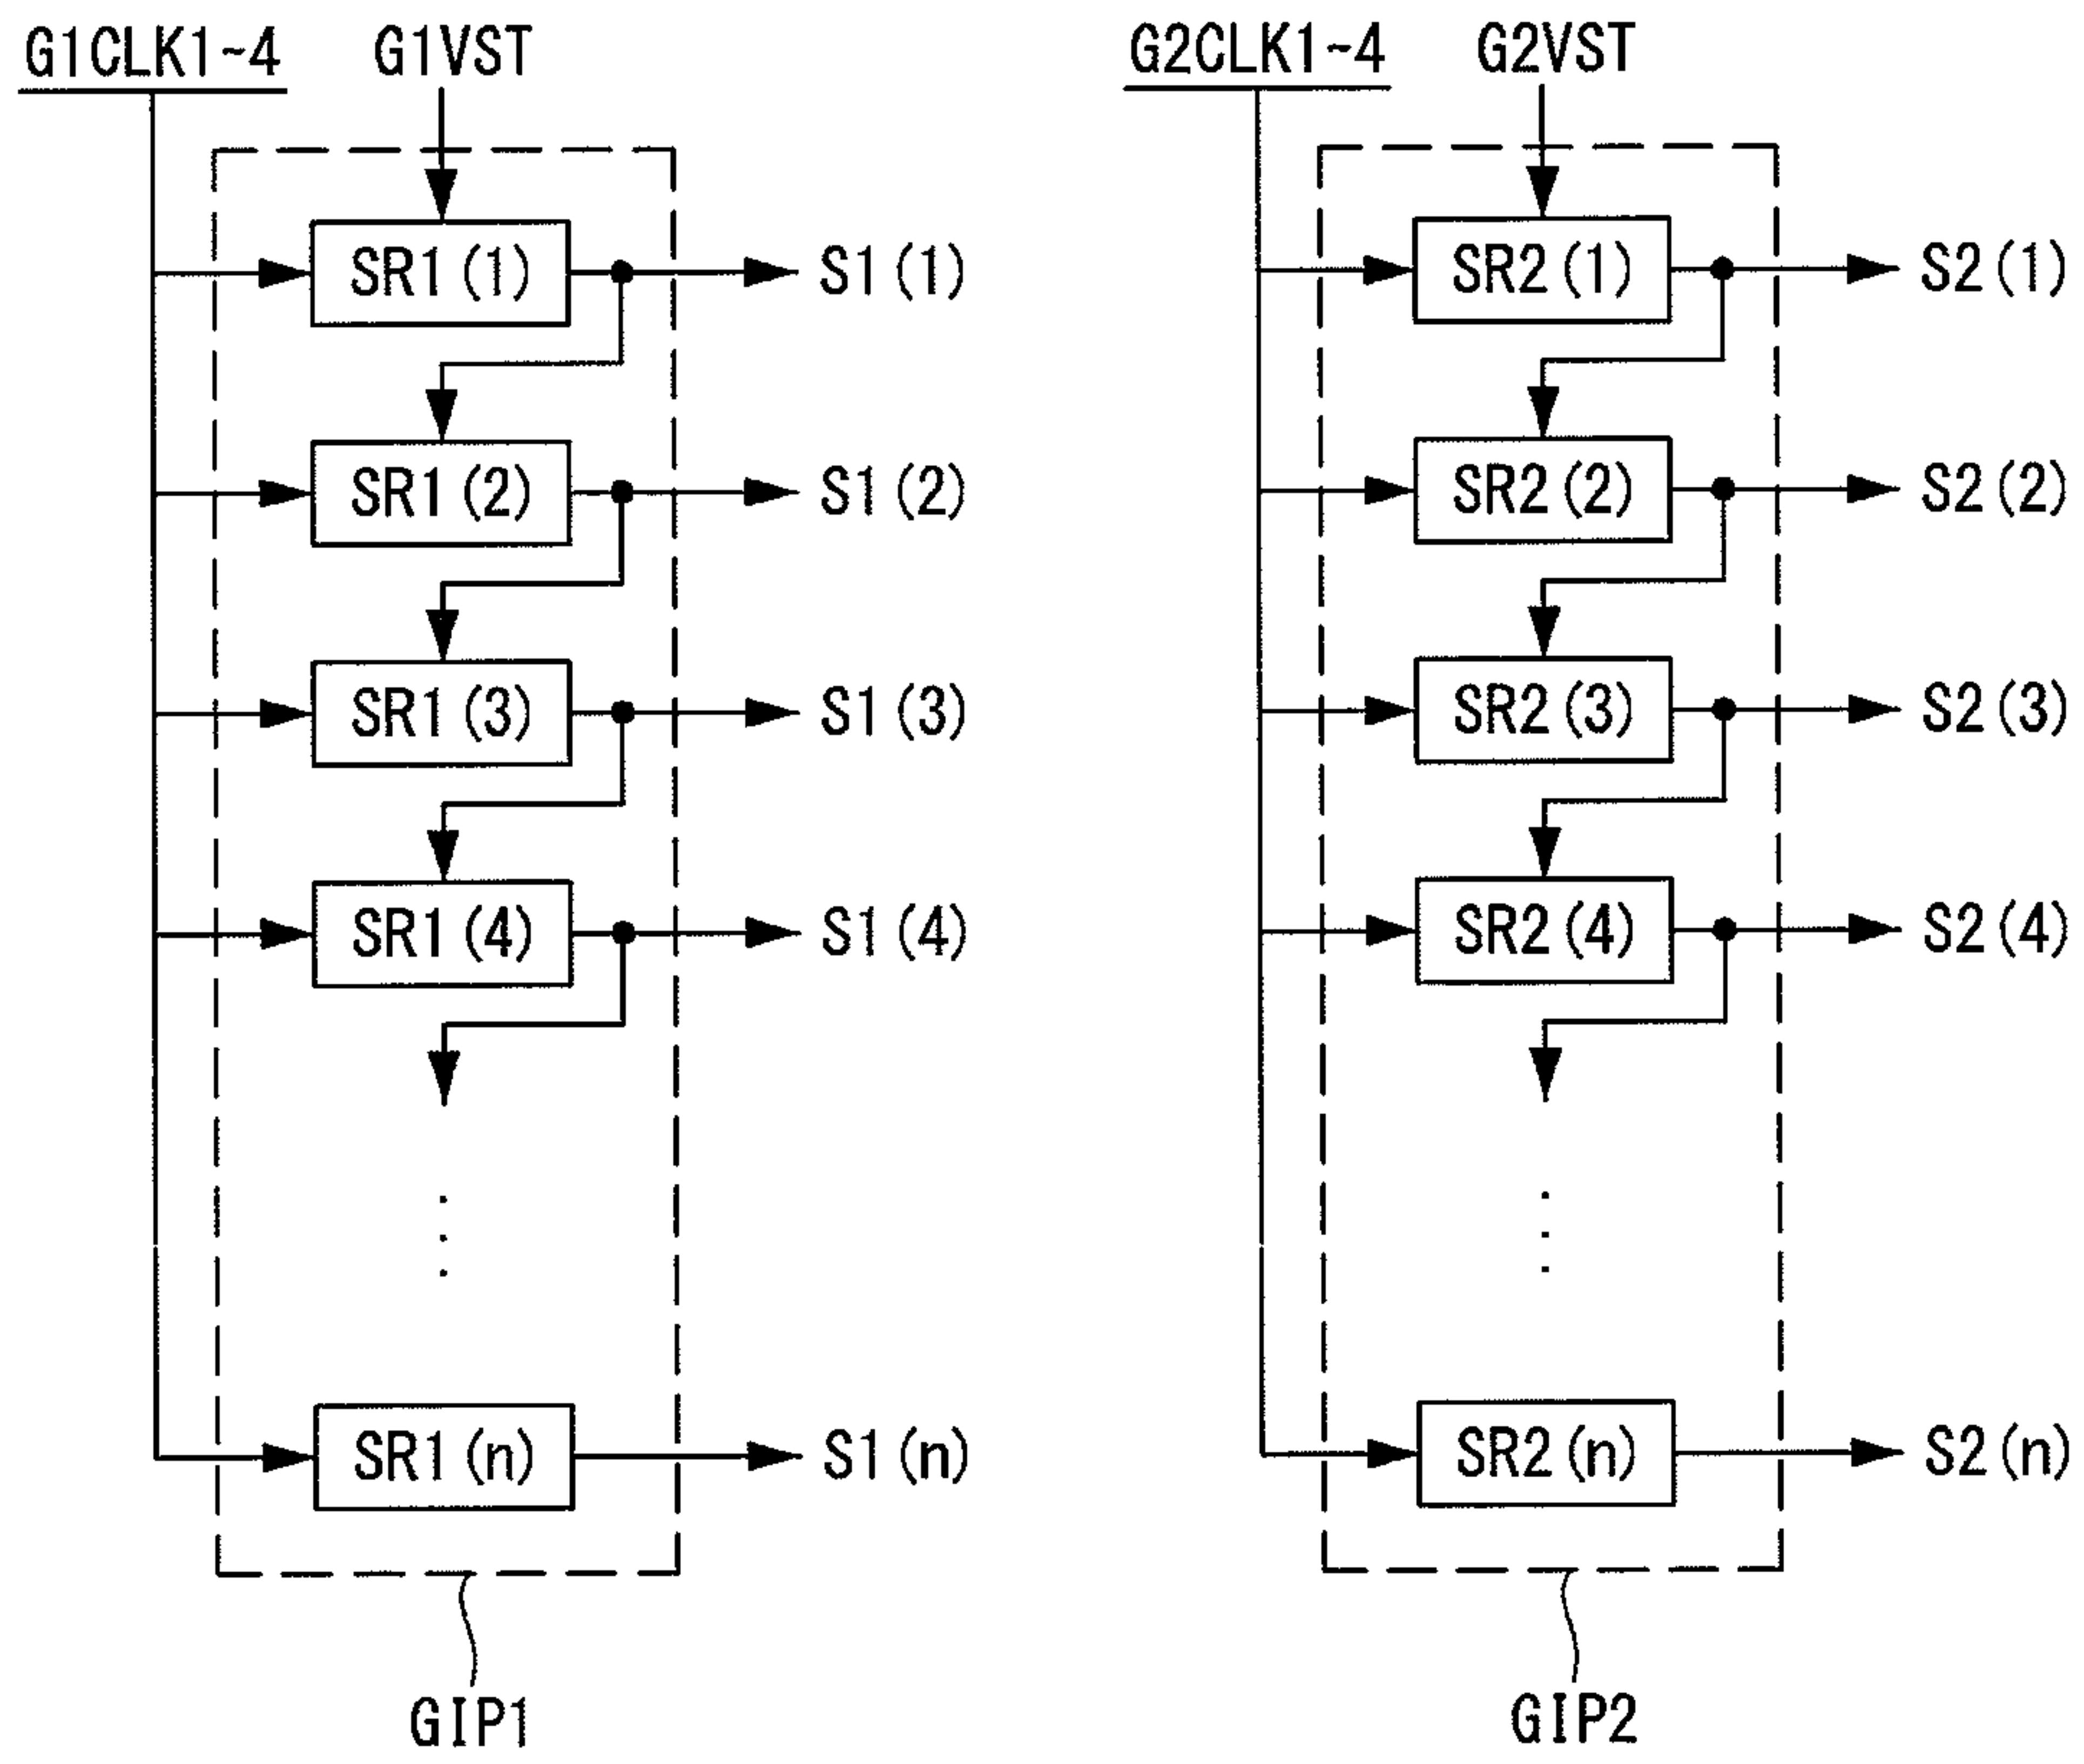 G1CLK1~4
G1VST
SR1(1)
S1(1)
SR1(2)
S1(2)
SR1(3)
S1(3)
SR1(4)
S1(4)
SR1(n)
S1(n)
GIP1
G2CLK1~4
G2VST
SR2(1)
S2(1)
SR2(2)
S2(2)
SR2(3)
S2(3)
SR2(4)
S2(4)
SR2(n)
S2(n)
GIP2